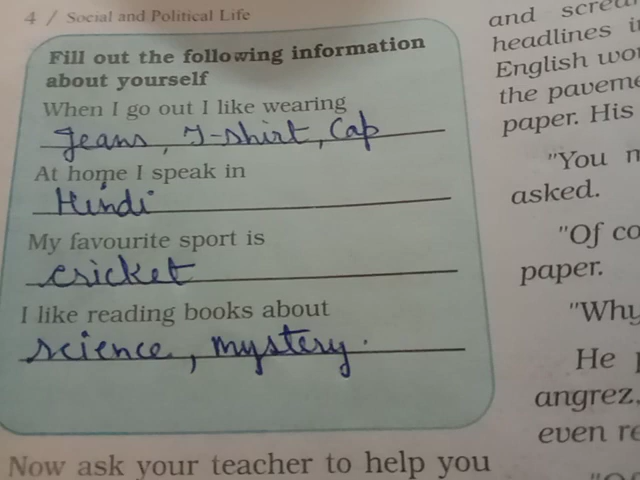 4 / Social and Political Life
Fill out the following information
about yourself
When I go out I like wearing
Jeans, T-shirt, Cap
At home I speak in
Hindi
My favourite sport is
cricket
I like reading books about
science, mystery.
Now ask your teacher to help you
and
headlines
English
the
paper. His
"You
asked.
"Of
paper.
"Why
He
angrez,
even